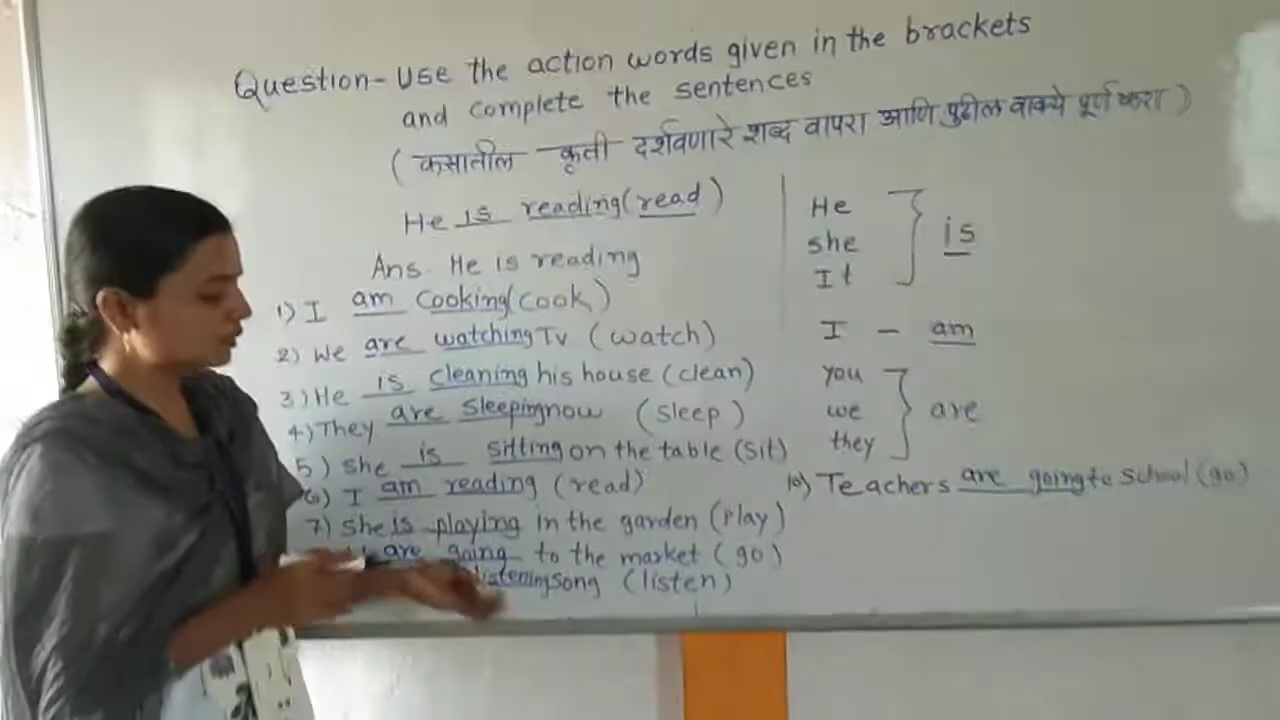 Question - Use the action words given in the brackets
and complete the sentences
( कसातील कृती दर्शवणारे शब्द वापरा आणि पुढील वाक्ये पूर्ण करा )
He is reading (read)
Ans. He is reading
1) I am cooking (cook)
2) We are watching TV (watch)
3) He is cleaning his house (clean)
4) They are sleeping now (sleep)
5) She is sitting on the table (sit)
6) I am reading (read)
7) She is playing in the garden (play)
are going to the market (go)
listening song (listen)
He
she
It
is
I - am
you
we
they
are
10) Teachers are going to school (go)